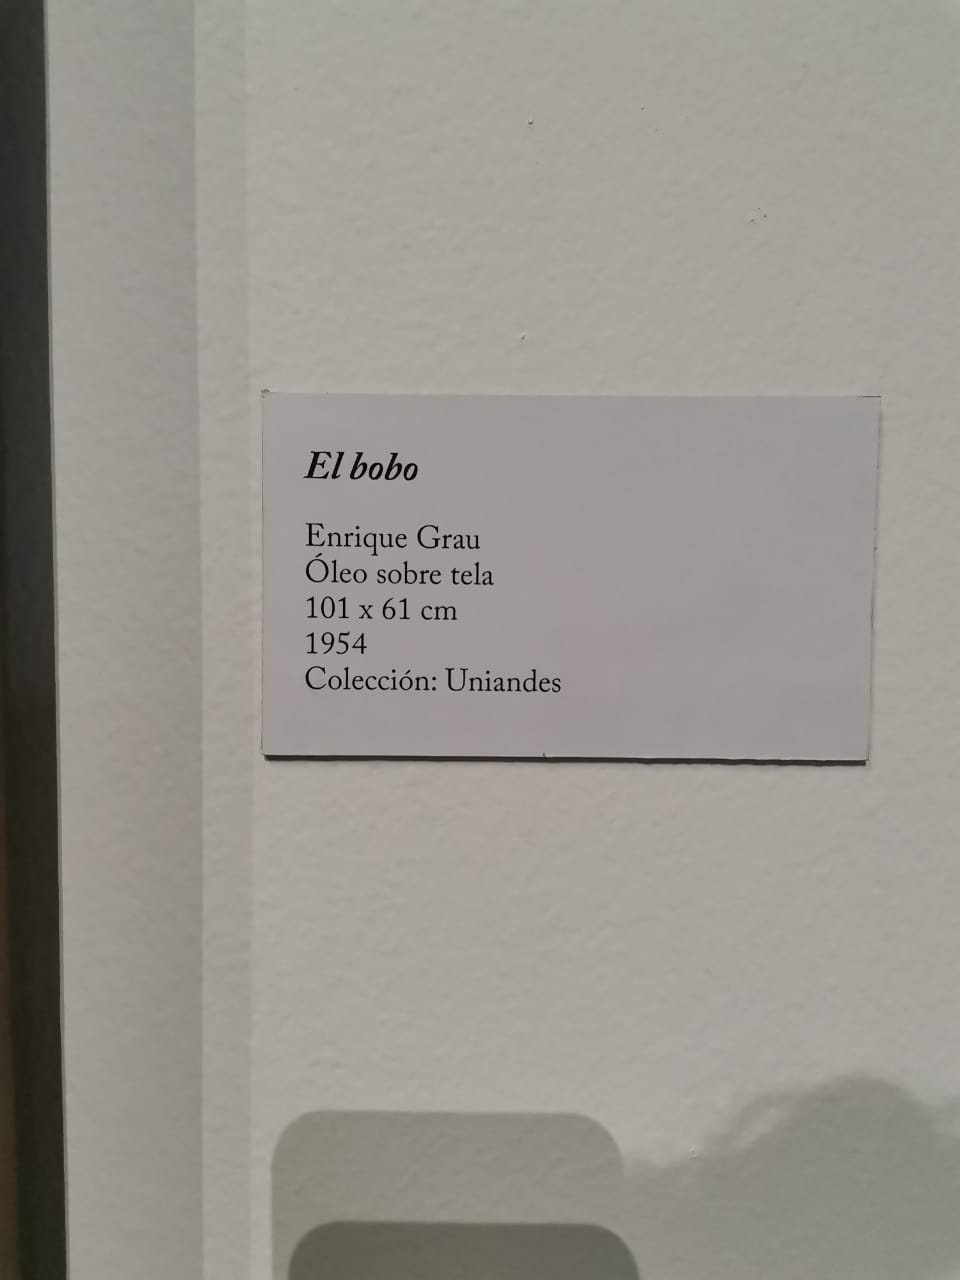 El bobo
Enrique Grau
Óleo sobre tela
101 x 61 cm
1954
Colección: Uniandes